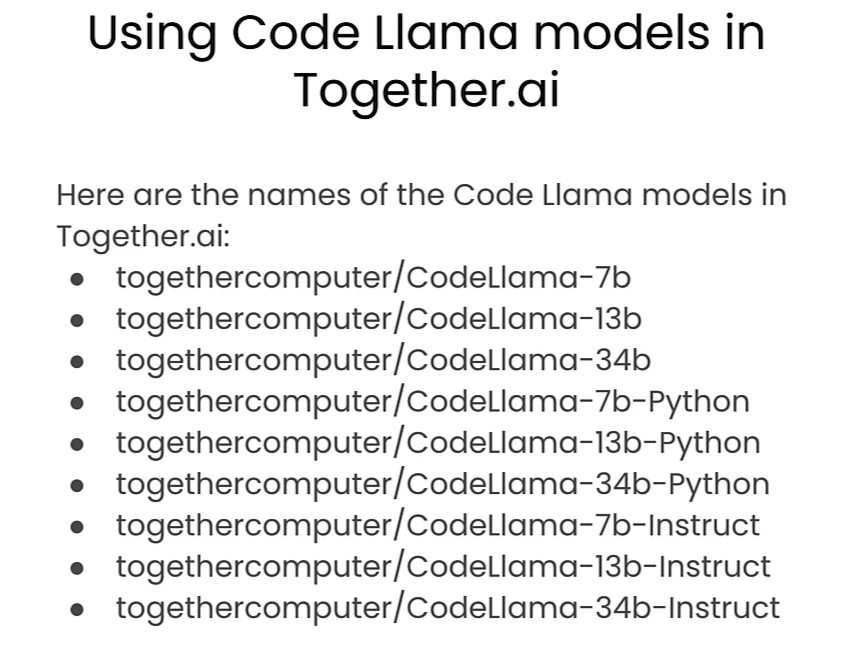 Using Code Llama models in
Together.ai
Here are the names of the Code Llama models in
Together.ai:
● togethercomputer/CodeLlama-7b
● togethercomputer/CodeLlama-13b
● togethercomputer/CodeLlama-34b
● togethercomputer/CodeLlama-7b-Python
● togethercomputer/CodeLlama-13b-Python
● togethercomputer/CodeLlama-34b-Python
● togethercomputer/CodeLlama-7b-Instruct
● togethercomputer/CodeLlama-13b-Instruct
● togethercomputer/CodeLlama-34b-Instruct